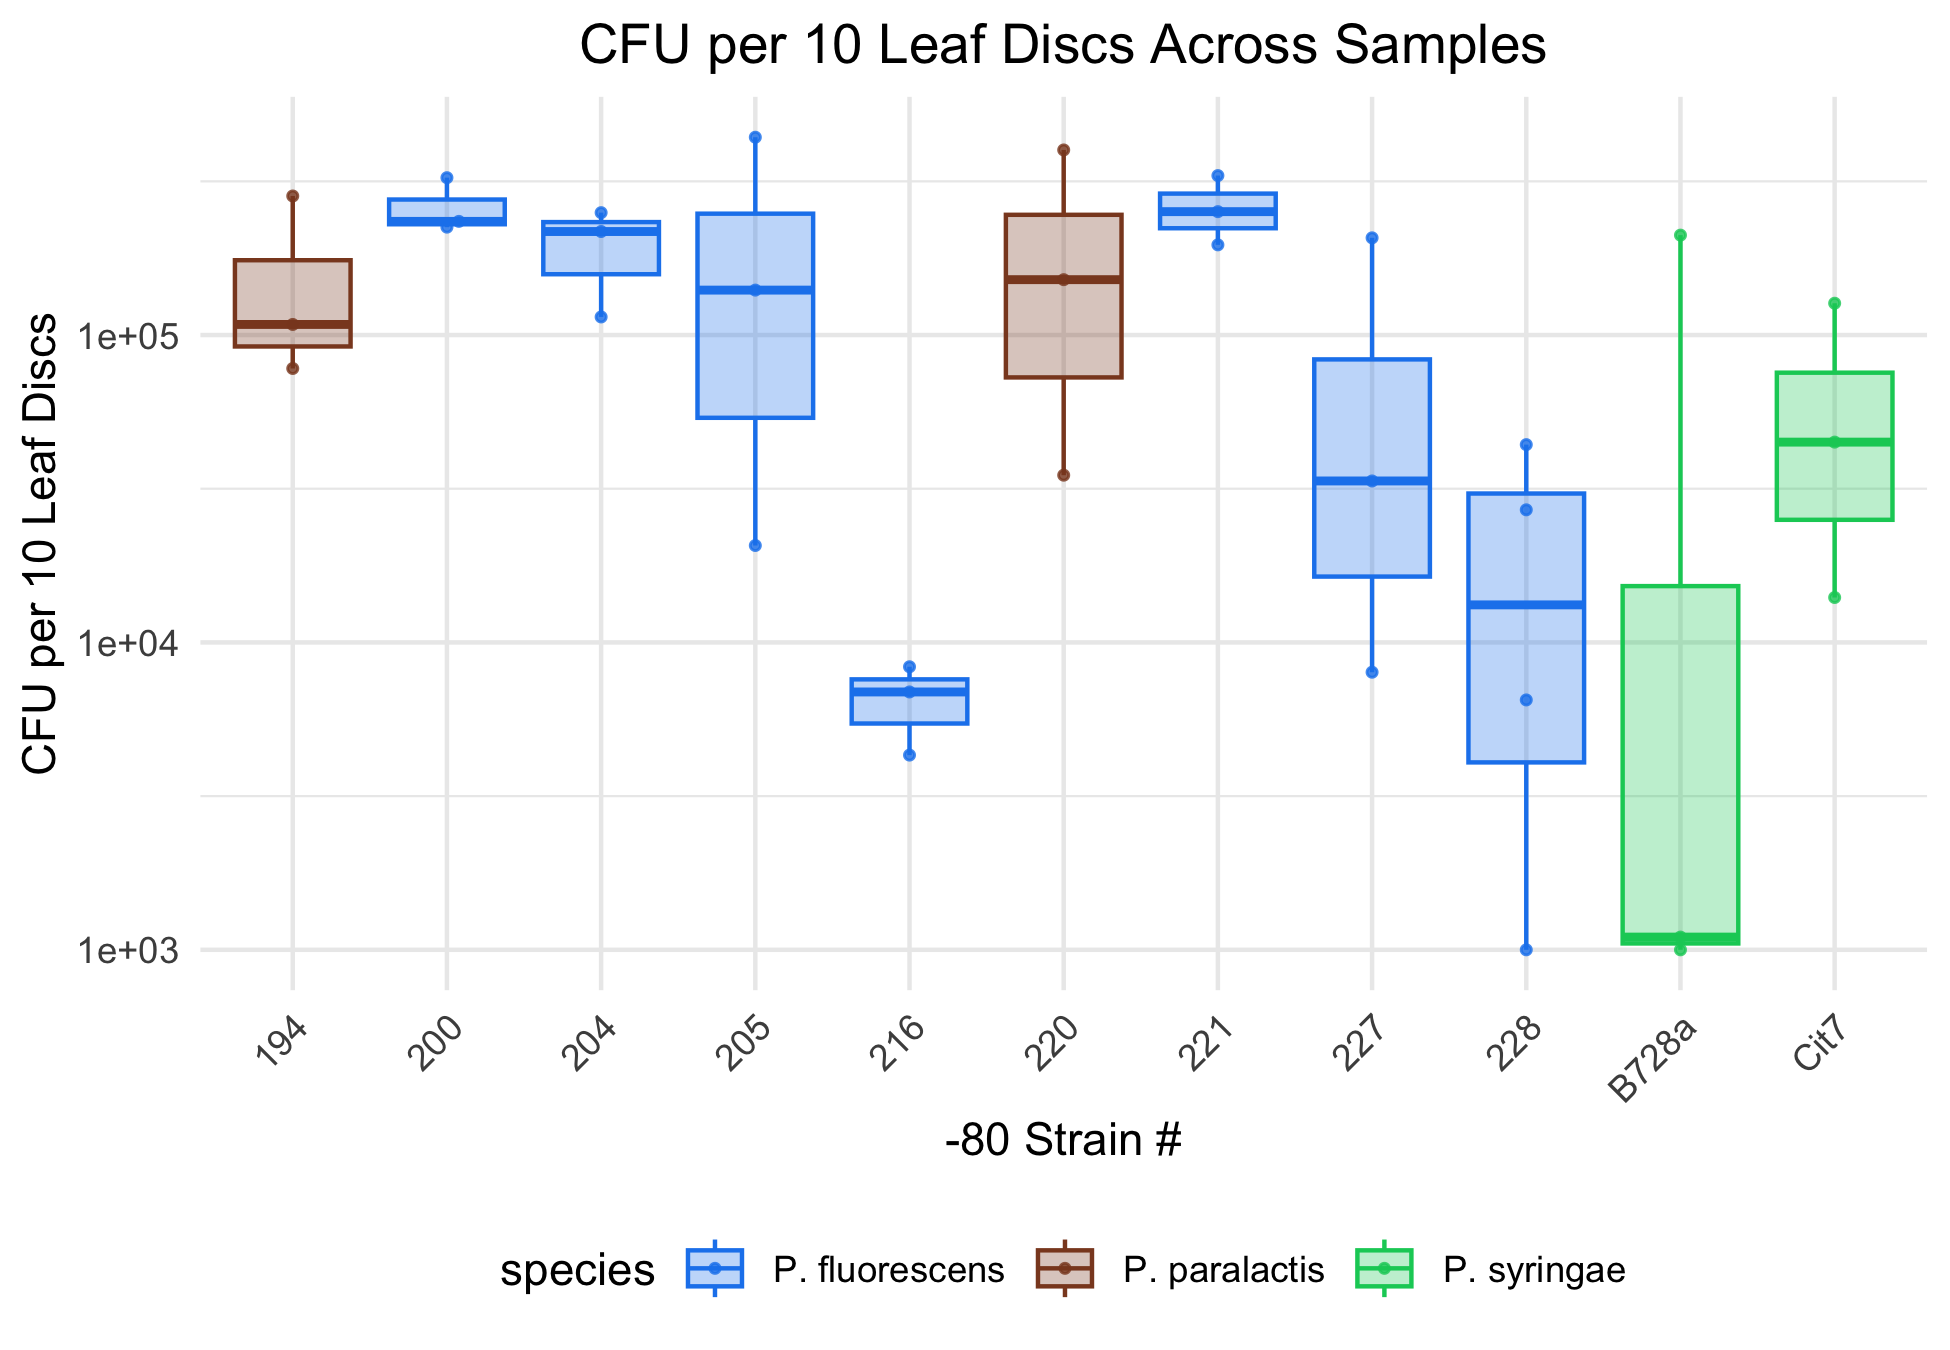 CFU per 10 Leaf Discs Across Samples
CFU per 10 Leaf Discs
1e+05
1e+04
1e+03
194
200
204
205
216
220
221
227
228
B728a
Cit7
-80 Strain #
species
P. fluorescens
P. paralactis
P. syringae